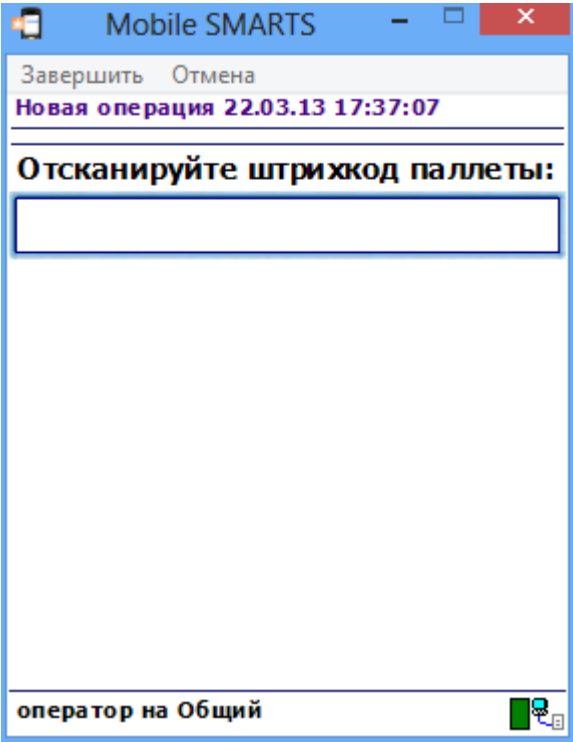 Mobile SMARTS
Завершить Отмена
Новая операция 22.03.13 17:37:07
Отсканируйте штрихкод паллеты:
оператор на Общий